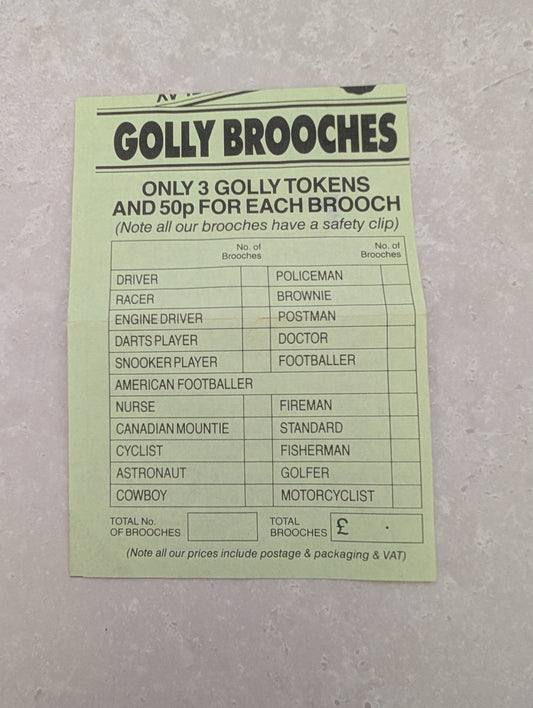 GOLLY BROOCHES
ONLY 3 GOLLY TOKENS
AND 50p FOR EACH BROOCH
(Note all our brooches have a safety clip)
No. of Brooches No. of Brooches
DRIVER POLICEMAN
RACER BROWNIE
ENGINE DRIVER POSTMAN
DARTS PLAYER DOCTOR
SNOOKER PLAYER FOOTBALLER
AMERICAN FOOTBALLER
NURSE FIREMAN
CANADIAN MOUNTIE STANDARD
CYCLIST FISHERMAN
ASTRONAUT GOLFER
COWBOY MOTORCYCLIST
TOTAL No. TOTAL
OF BROOCHES BROOCHES £ .
(Note all our prices include postage & packaging & VAT)